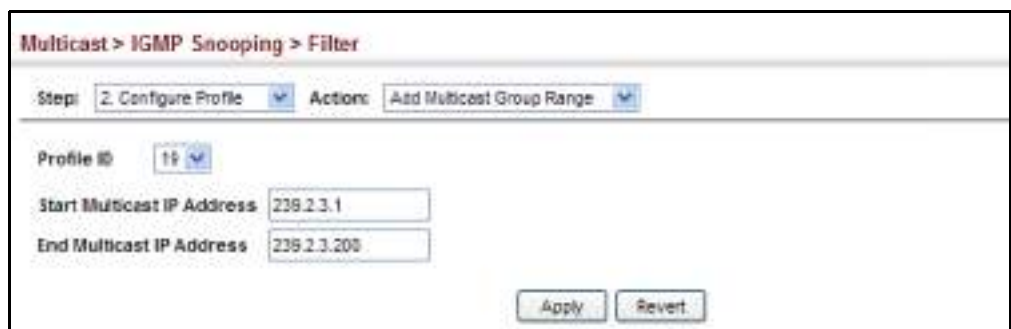 Multicast > IGMP Snooping > Filter
Step: 2. Configure Profile Action: Add Multicast Group Range
Profile ID 19
Start Multicast IP Address 239.2.3.1
End Multicast IP Address 239.2.3.200
Apply Revert